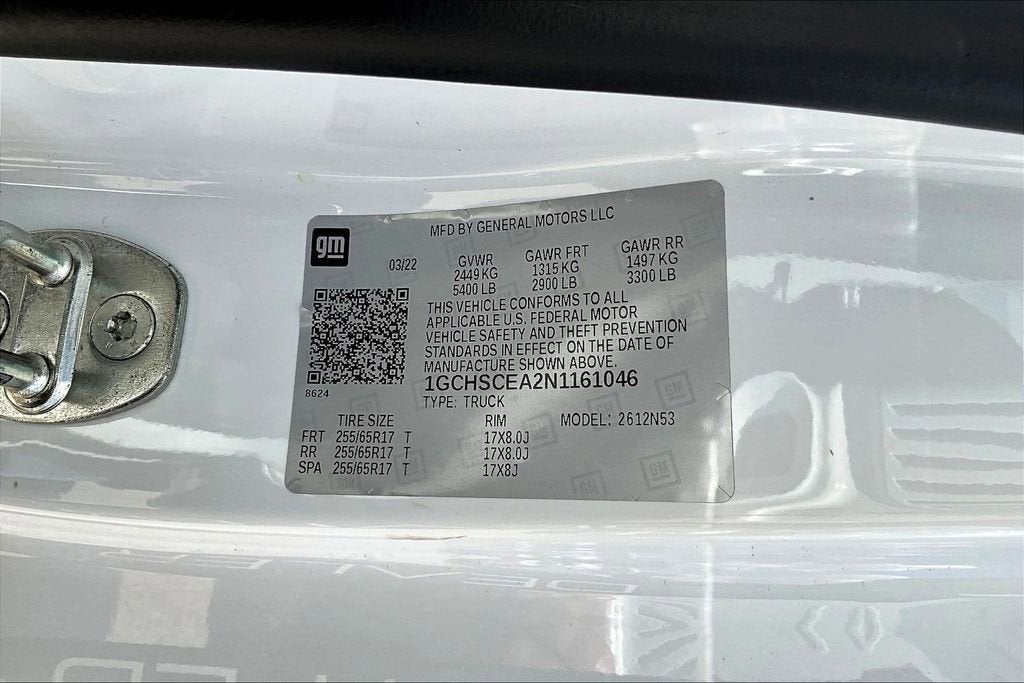 MFD BY GENERAL MOTORS LLC
gm
03/22
GVWR GAWR FRT GAWR RR
2449 KG 1315 KG 1497 KG
5400 LB 2900 LB 3300 LB
THIS VEHICLE CONFORMS TO ALL
APPLICABLE U.S. FEDERAL MOTOR
VEHICLE SAFETY AND THEFT PREVENTION
STANDARDS IN EFFECT ON THE DATE OF
MANUFACTURE SHOWN ABOVE.
8624
1GCHSCEA2N1161046
TYPE: TRUCK
TIRE SIZE RIM MODEL: 2612N53
FRT 255/65R17 T 17X8.0J
RR 255/65R17 T 17X8.0J
SPA 255/65R17 T 17X8J